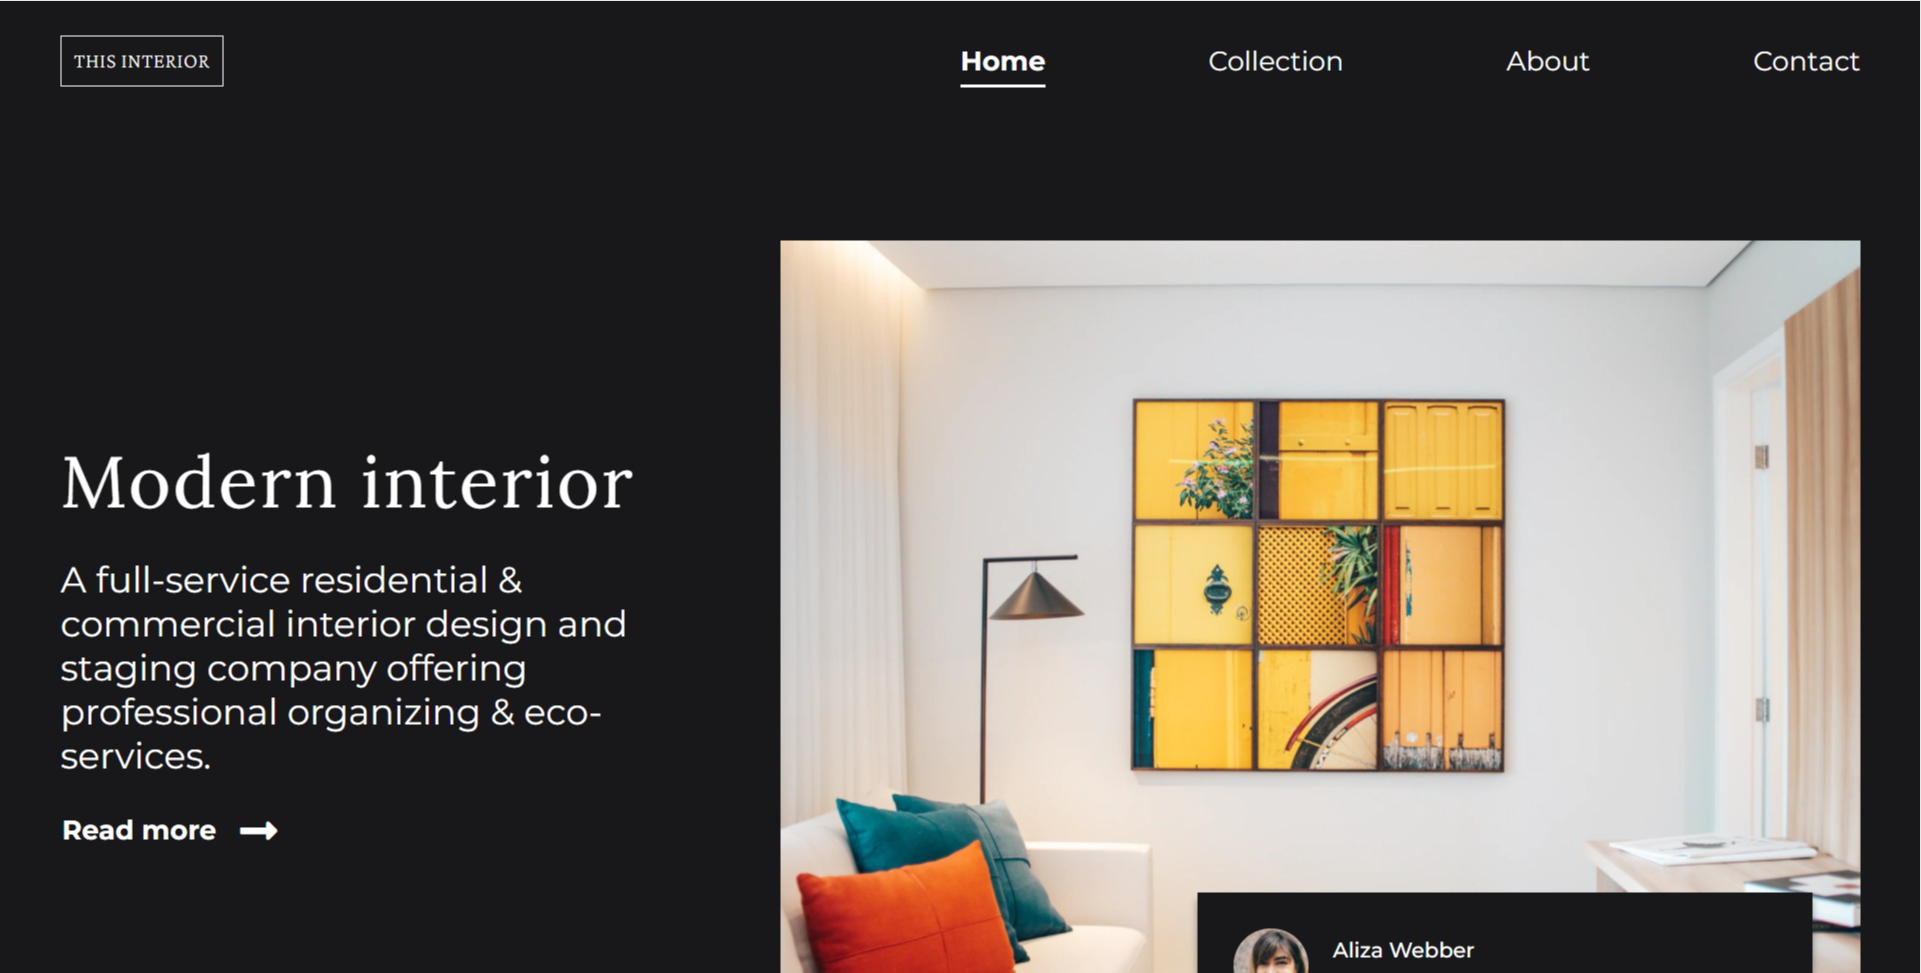 THIS INTERIOR
Home
Collection
About
Contact
Modern interior
A full-service residential &
commercial interior design and
staging company offering
professional organizing & eco-
services.
Read more
Aliza Webber